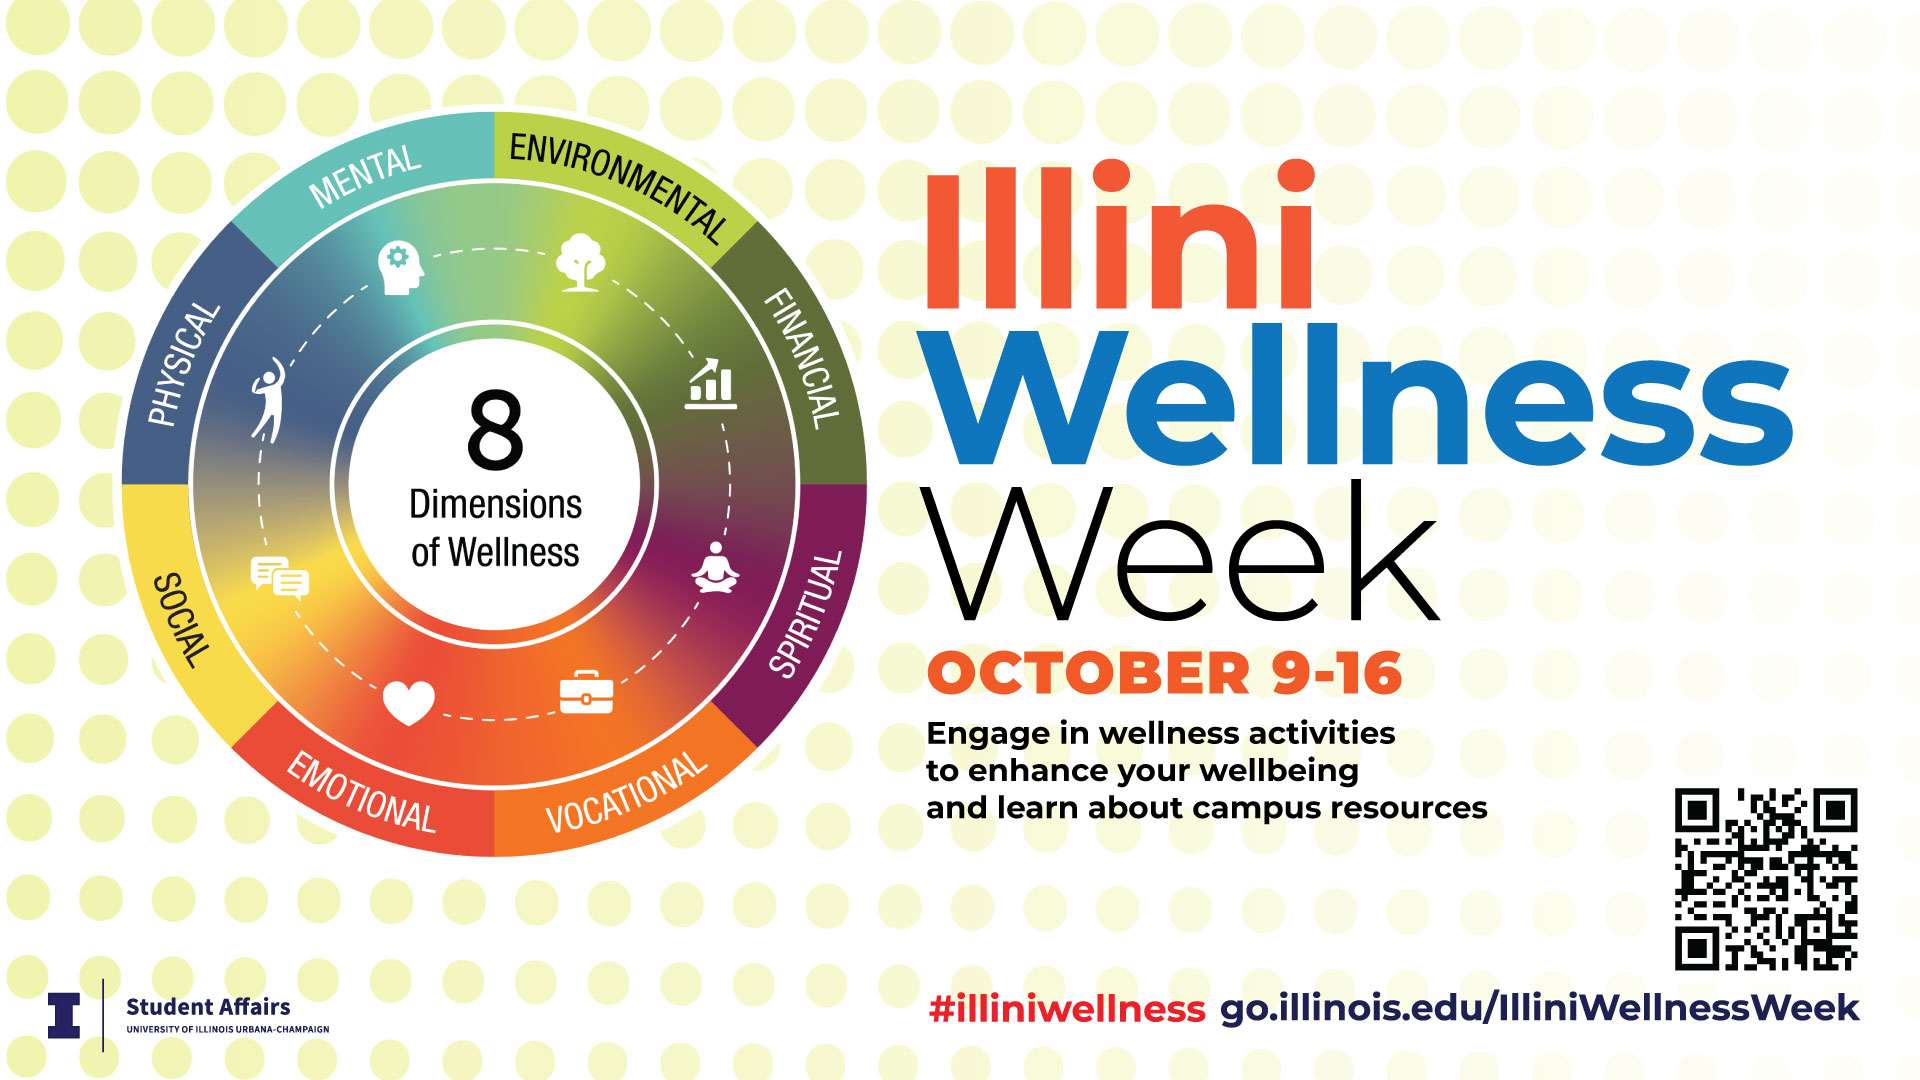 MENTAL
ENVIRONMENTAL
FINANCIAL
SPIRITUAL
VOCATIONAL
EMOTIONAL
SOCIAL
PHYSICAL
8
Dimensions
of Wellness
Illini
Wellness
Week
OCTOBER 9-16
Engage in wellness activities
to enhance your wellbeing
and learn about campus resources
#illiniwellness go.illinois.edu/IlliniWellnessWeek
I
Student Affairs
UNIVERSITY OF ILLINOIS URBANA-CHAMPAIGN